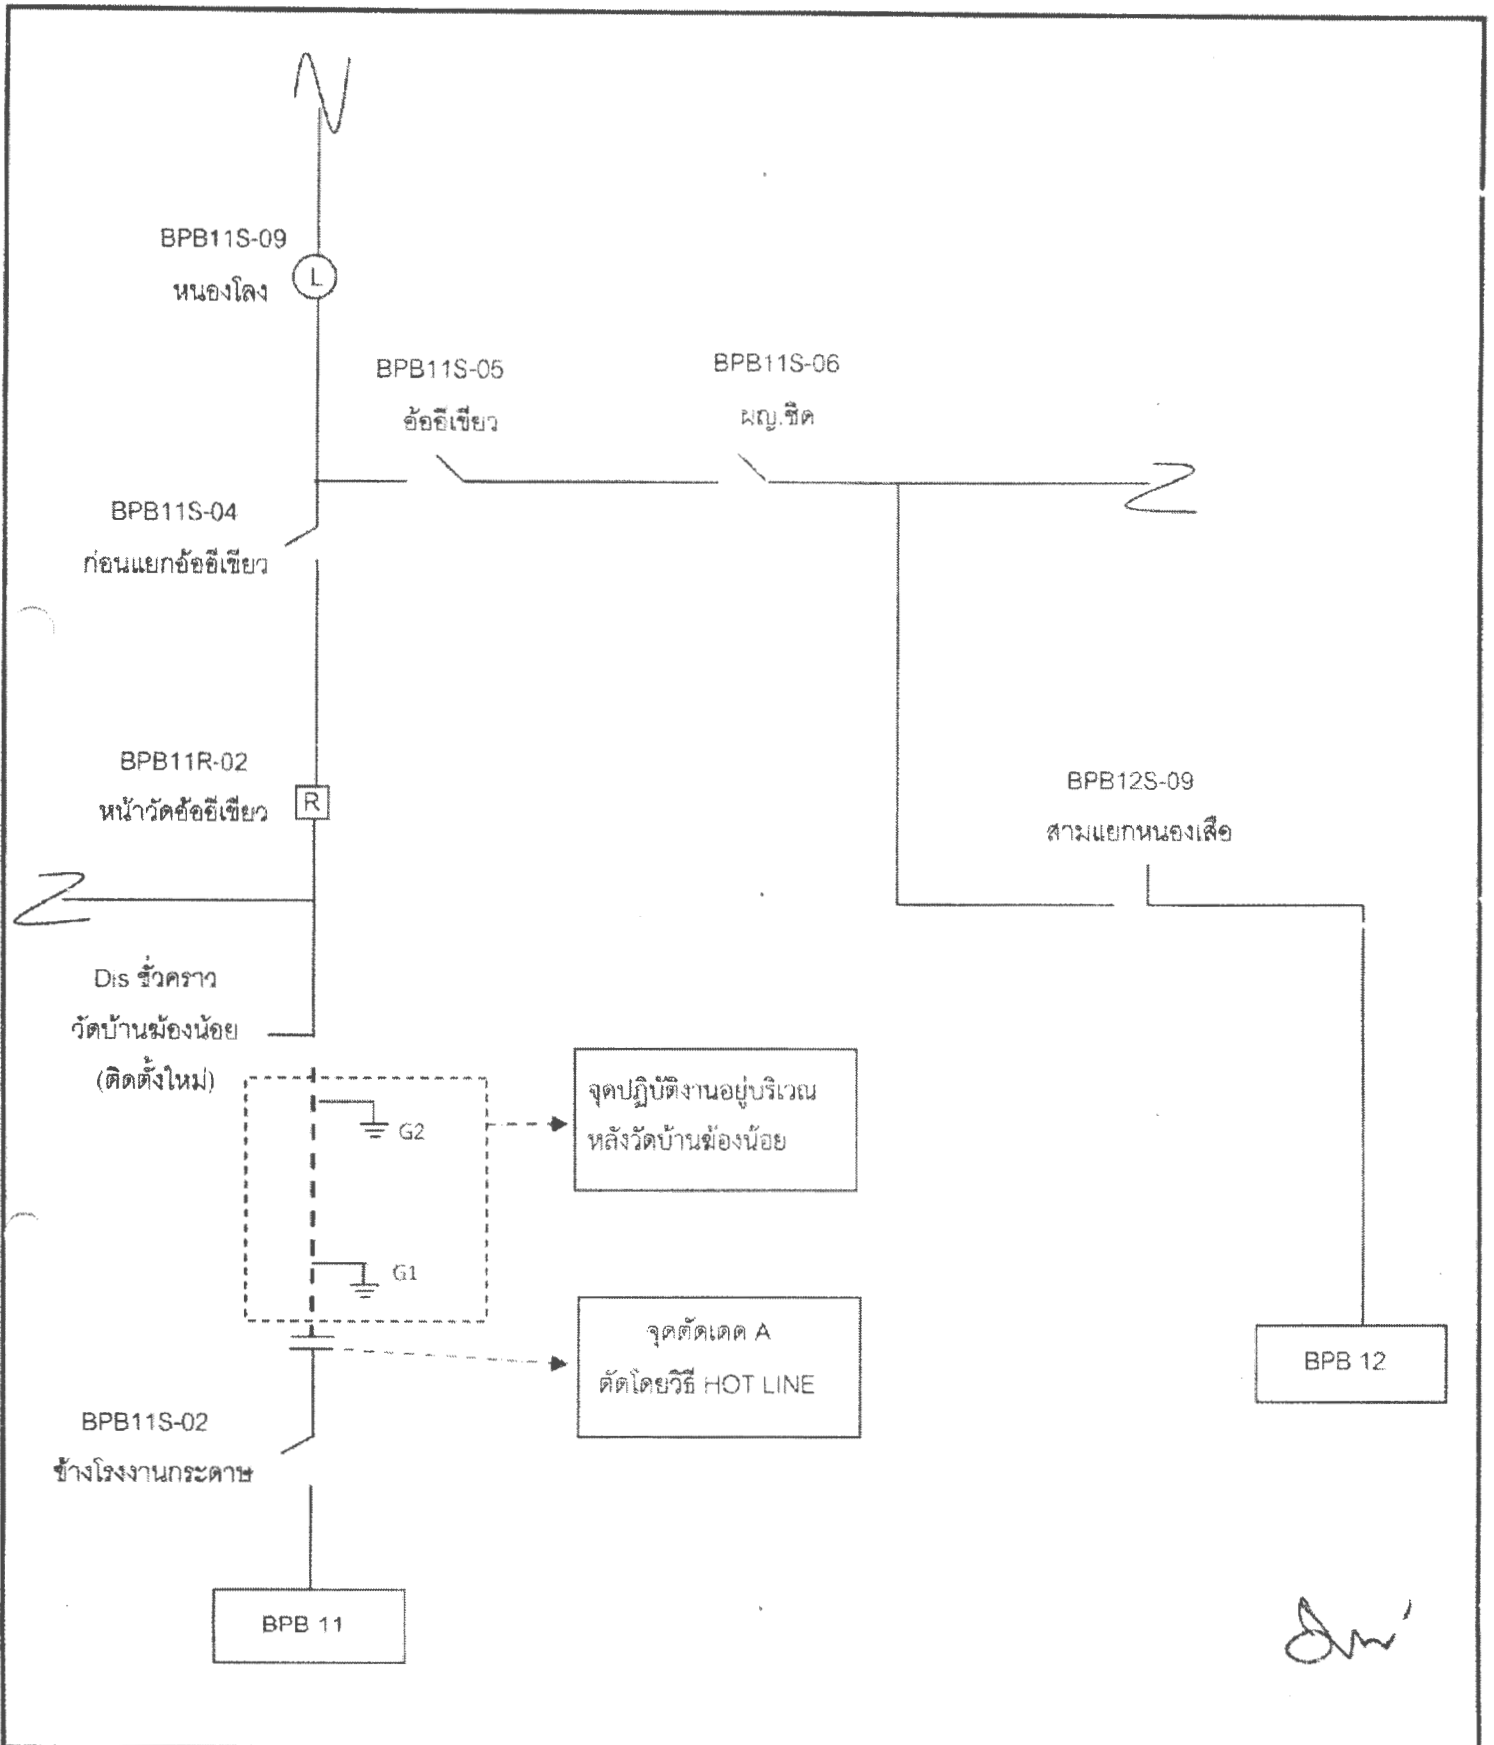 BPB11S-09
หนองโลง
L
BPB11S-05
อ้ออีเขียว
BPB11S-06
ผญ.ชิด
BPB11S-04
ก่อนแยกอ้ออีเขียว
BPB11R-02
หน้าวัดอ้ออีเขียว
R
BPB12S-09
สามแยกหนองเสือ
Dis ชั่วคราว
วัดบ้านฆ้องน้อย
(ติดตั้งใหม่)
จุดปฏิบัติงานอยู่บริเวณ
หลังวัดบ้านฆ้องน้อย
G2
G1
จุดตัดเดด A
ตัดโดยวิธี HOT LINE
BPB 12
BPB11S-02
ข้างโรงงานกระดาษ
BPB 11